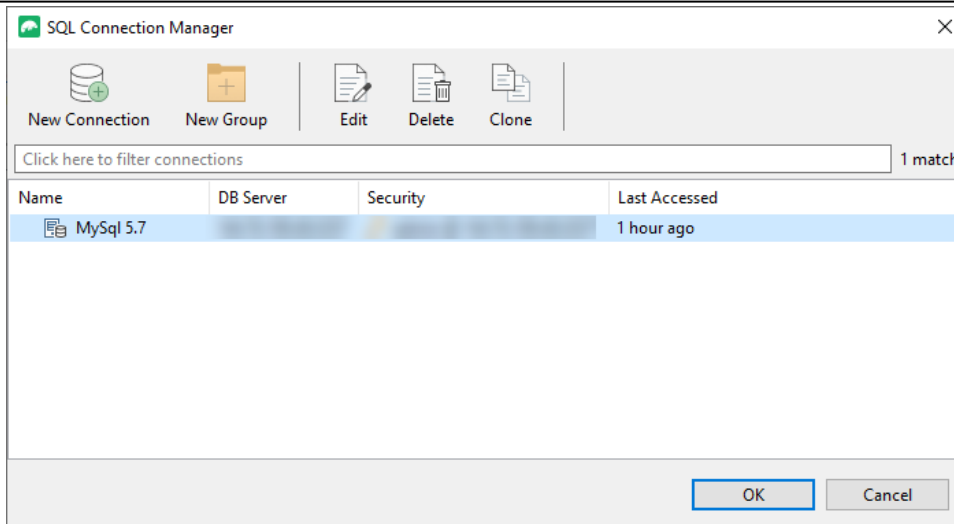 SQL Connection Manager
New Connection New Group Edit Delete Clone
Click here to filter connections 1 match
Name DB Server Security Last Accessed
MySql 5.7 1 hour ago
OK Cancel